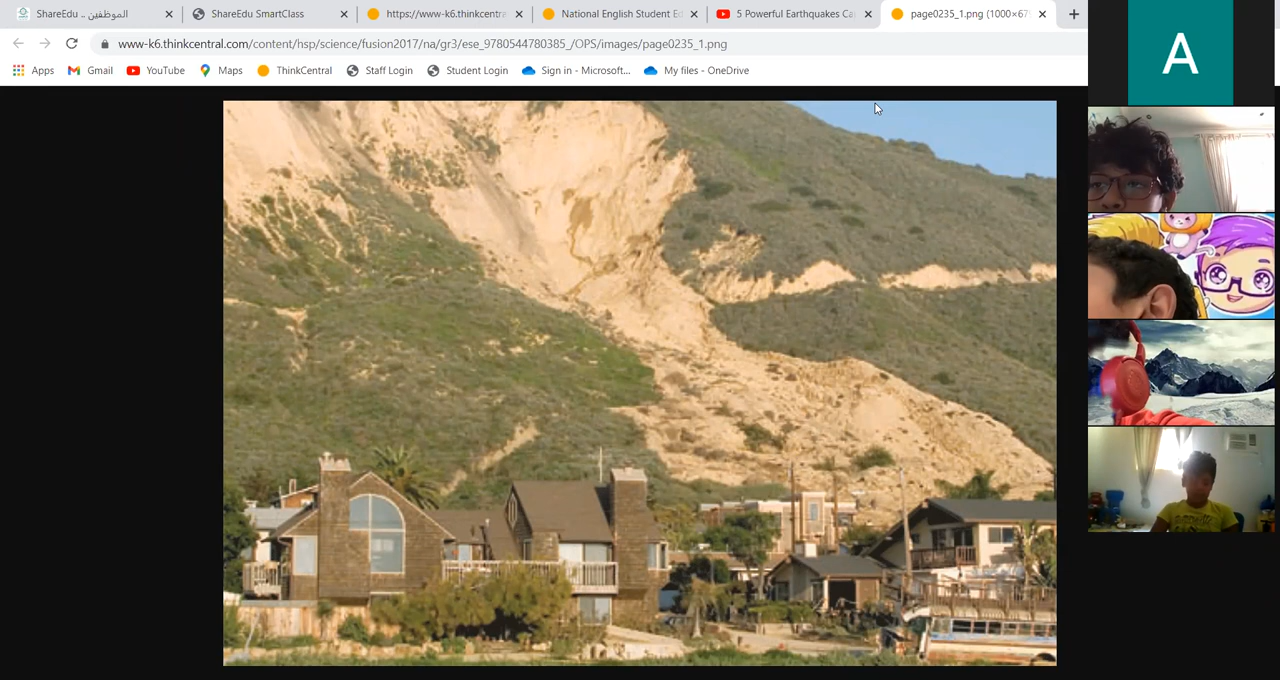 ShareEdu .. الموظفين
ShareEdu SmartClass
https://www-k6.thinkcentra
National English Student Ed
5 Powerful Earthquakes Ca
page0235_1.png (1000×67
www-k6.thinkcentral.com/content/hsp/science/fusion2017/na/gr3/ese_9780544780385_/OPS/images/page0235_1.png
Apps
Gmail
YouTube
Maps
ThinkCentral
Staff Login
Student Login
Sign in - Microsoft...
My files - OneDrive
A